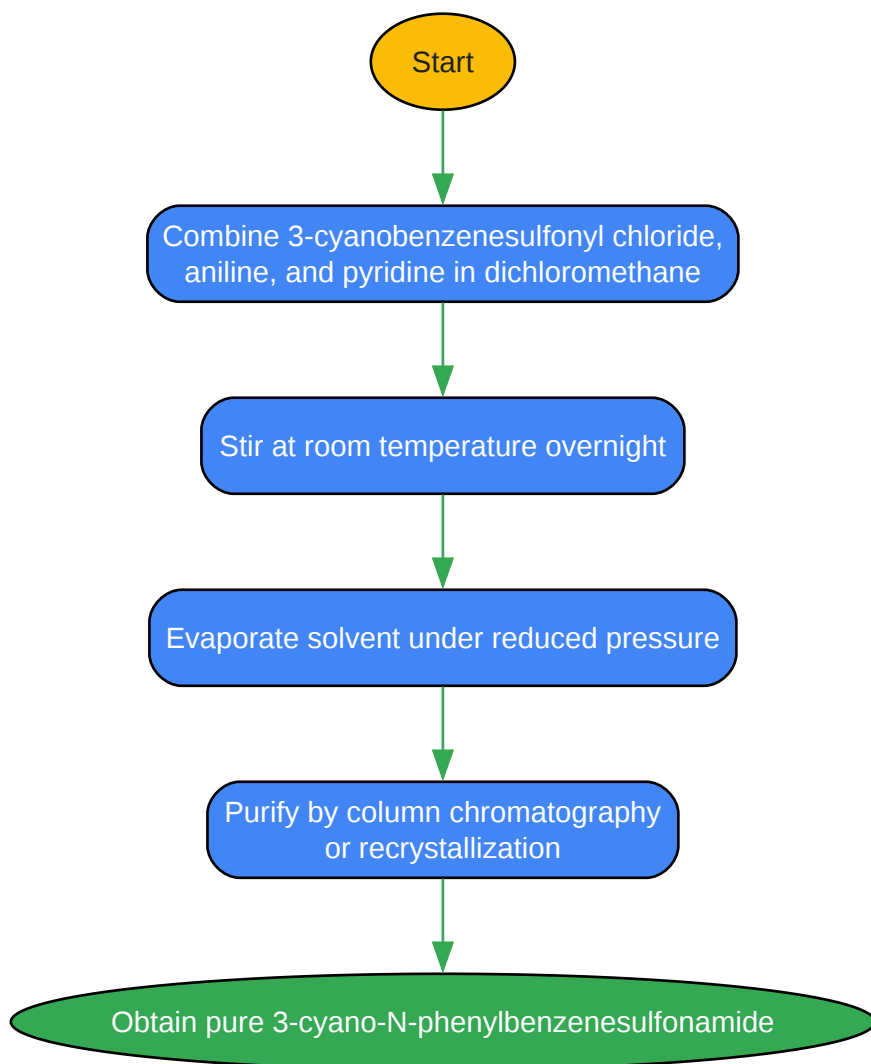 Start
Combine 3-cyanobenzenesulfonyl chloride,
aniline, and pyridine in dichloromethane
Stir at room temperature overnight
Evaporate solvent under reduced pressure
Purify by column chromatography
or recrystallization
Obtain pure 3-cyano-N-phenylbenzenesulfonamide